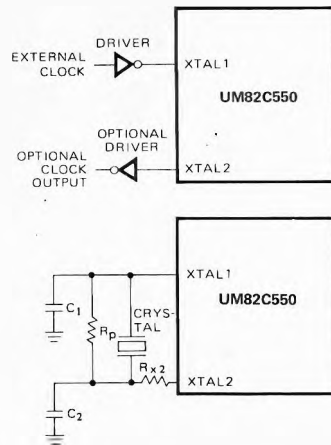 DRIVER
EXTERNAL
CLOCK
XTAL1
UM82C550
OPTIONAL
DRIVER
OPTIONAL
CLOCK
OUTPUT
XTAL2
XTAL1
UM82C550
C1
Rp
CRYS-
TAL
Rx2
XTAL2
C2